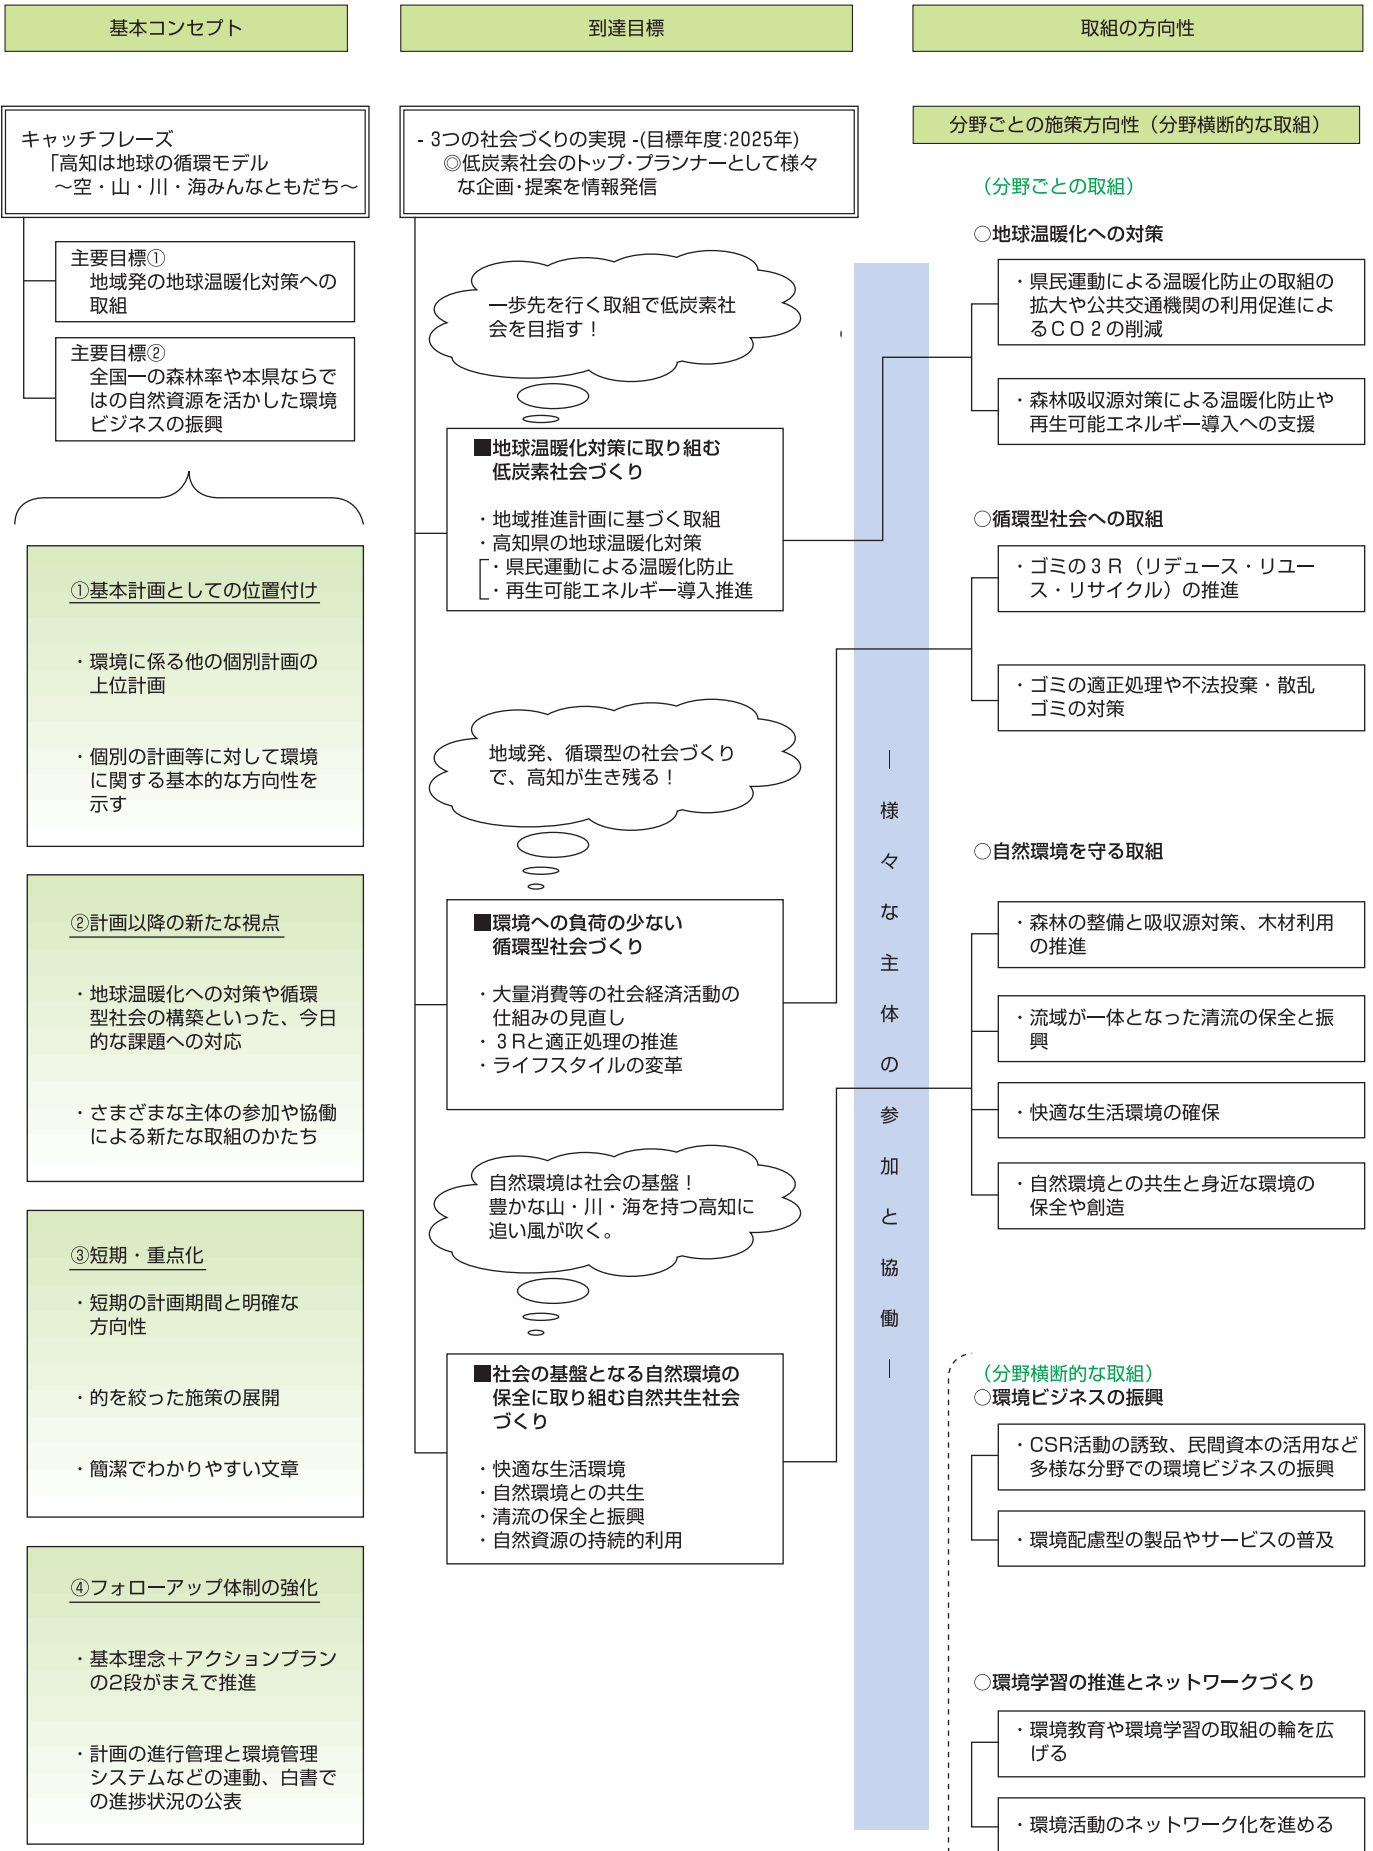 基本コンセプト
キャッチフレーズ
「高知は地球の循環モデル
～空・山・川・海みんなともだち～
主要目標①
地域発の地球温暖化対策への
取組
主要目標②
全国一の森林率や本県ならで
はの自然資源を活かした環境
ビジネスの振興
①基本計画としての位置付け
・環境に係る他の個別計画の
上位計画
・個別の計画等に対して環境
に関する基本的な方向性を
示す
②計画以降の新たな視点
・地球温暖化への対策や循環
型社会の構築といった、今日
的な課題への対応
・さまざまな主体の参加や協働
による新たな取組のかたち
③短期・重点化
・短期の計画期間と明確な
方向性
・的を絞った施策の展開
・簡潔でわかりやすい文章
④フォローアップ体制の強化
・基本理念＋アクションプラン
の2段がまえで推進
・計画の進行管理と環境管理
システムなどの連動、白書で
の進捗状況の公表
到達目標
- 3つの社会づくりの実現 -(目標年度:2025年)
◎低炭素社会のトップ・プランナーとして様々
な企画・提案を情報発信
一歩先を行く取組で低炭素社
会を目指す！
■地球温暖化対策に取り組む
低炭素社会づくり
・地域推進計画に基づく取組
・高知県の地球温暖化対策
・県民運動による温暖化防止
・再生可能エネルギー導入推進
地域発、循環型の社会づくり
で、高知が生き残る！
■環境への負荷の少ない
循環型社会づくり
・大量消費等の社会経済活動の
仕組みの見直し
・３Rと適正処理の推進
・ライフスタイルの変革
自然環境は社会の基盤！
豊かな山・川・海を持つ高知に
追い風が吹く。
■社会の基盤となる自然環境の
保全に取り組む自然共生社会
づくり
・快適な生活環境
・自然環境との共生
・清流の保全と振興
・自然資源の持続的利用
―様々な主体の参加と協働―
取組の方向性
分野ごとの施策方向性（分野横断的な取組）
（分野ごとの取組）
○地球温暖化への対策
・県民運動による温暖化防止の取組の
拡大や公共交通機関の利用促進によ
るＣＯ２の削減
・森林吸収源対策による温暖化防止や
再生可能エネルギー導入への支援
○循環型社会への取組
・ゴミの３Ｒ（リデュース・リユー
ス・リサイクル）の推進
・ゴミの適正処理や不法投棄・散乱
ゴミの対策
○自然環境を守る取組
・森林の整備と吸収源対策、木材利用
の推進
・流域が一体となった清流の保全と振
興
・快適な生活環境の確保
・自然環境との共生と身近な環境の
保全や創造
（分野横断的な取組）
○環境ビジネスの振興
・CSR活動の誘致、民間資本の活用など
多様な分野での環境ビジネスの振興
・環境配慮型の製品やサービスの普及
○環境学習の推進とネットワークづくり
・環境教育や環境学習の取組の輪を広
げる
・環境活動のネットワーク化を進める